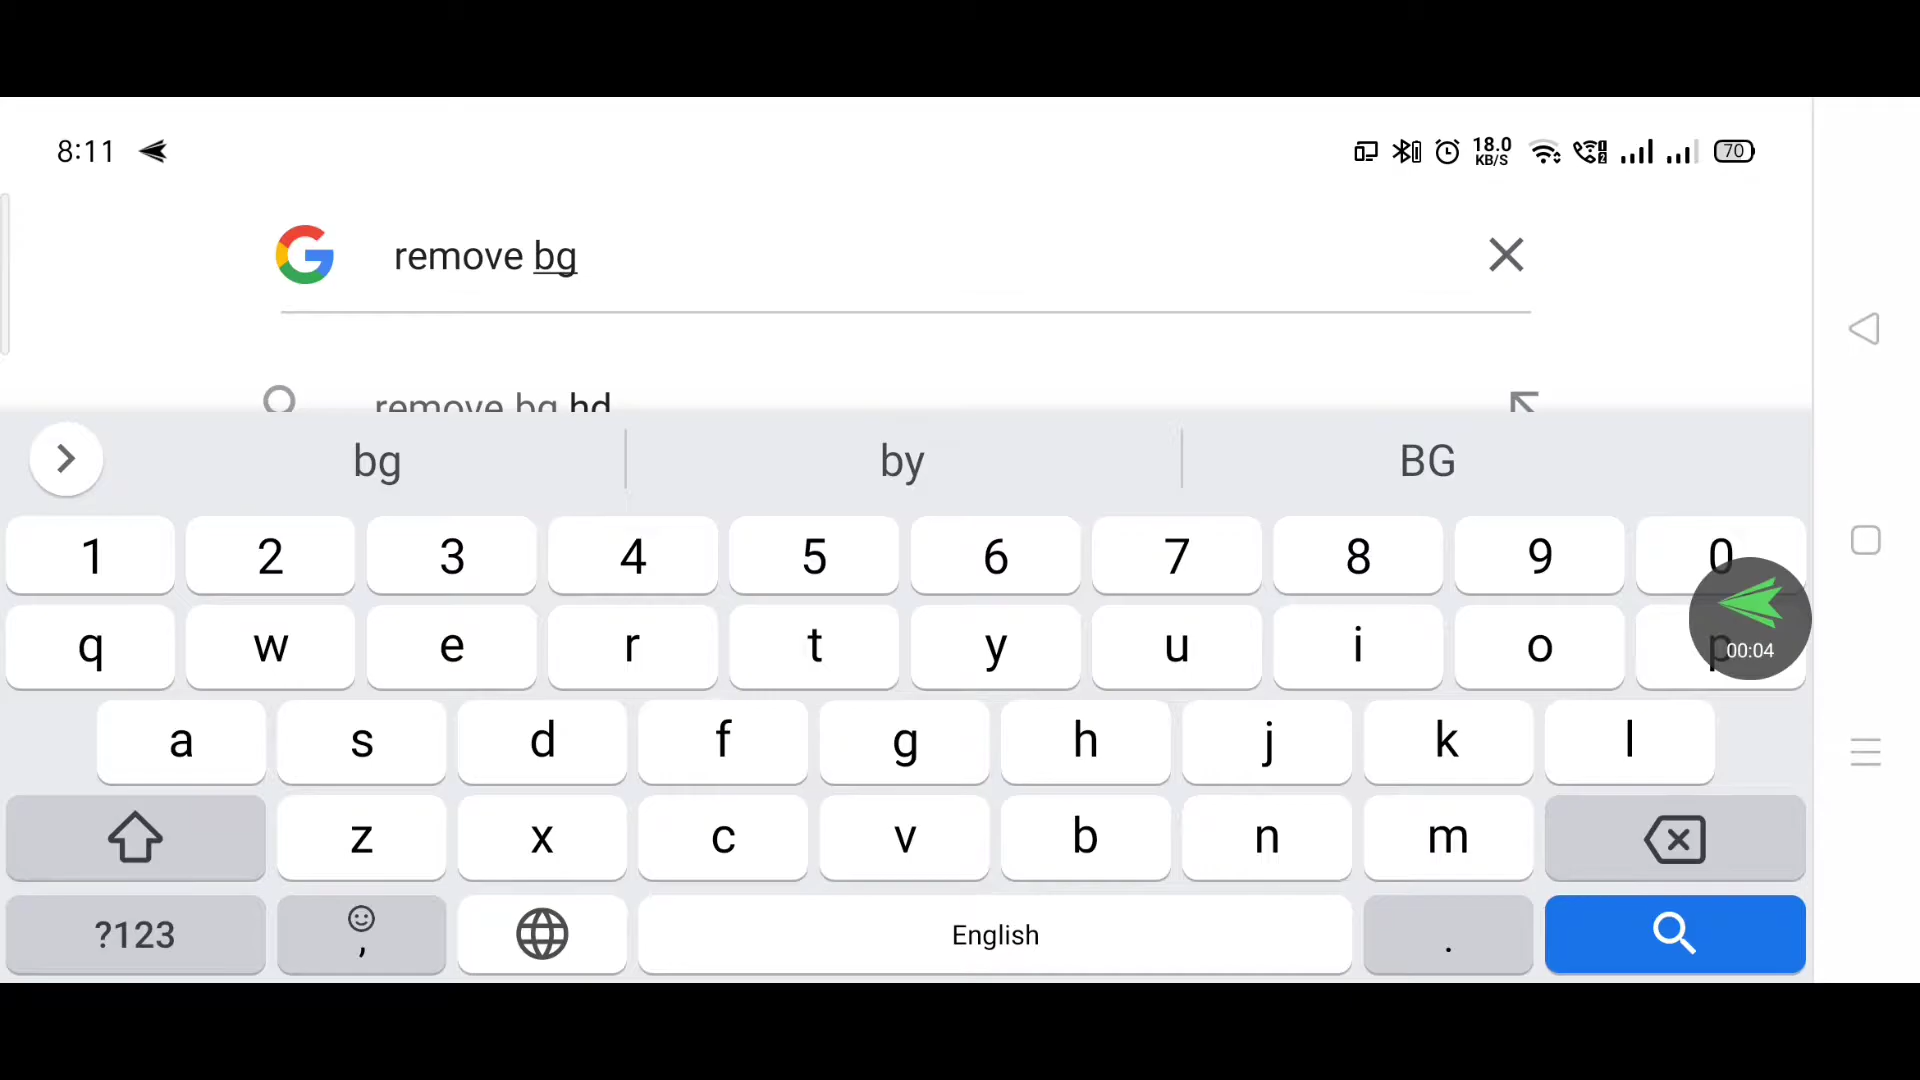 8:11 18.0 KB/S 70
remove bg
remove bg hd
bg by BG
1 2 3 4 5 6 7 8 9 0
q w e r t y u i o p
00:04
a s d f g h j k l
z x c v b n m
?123 , English .